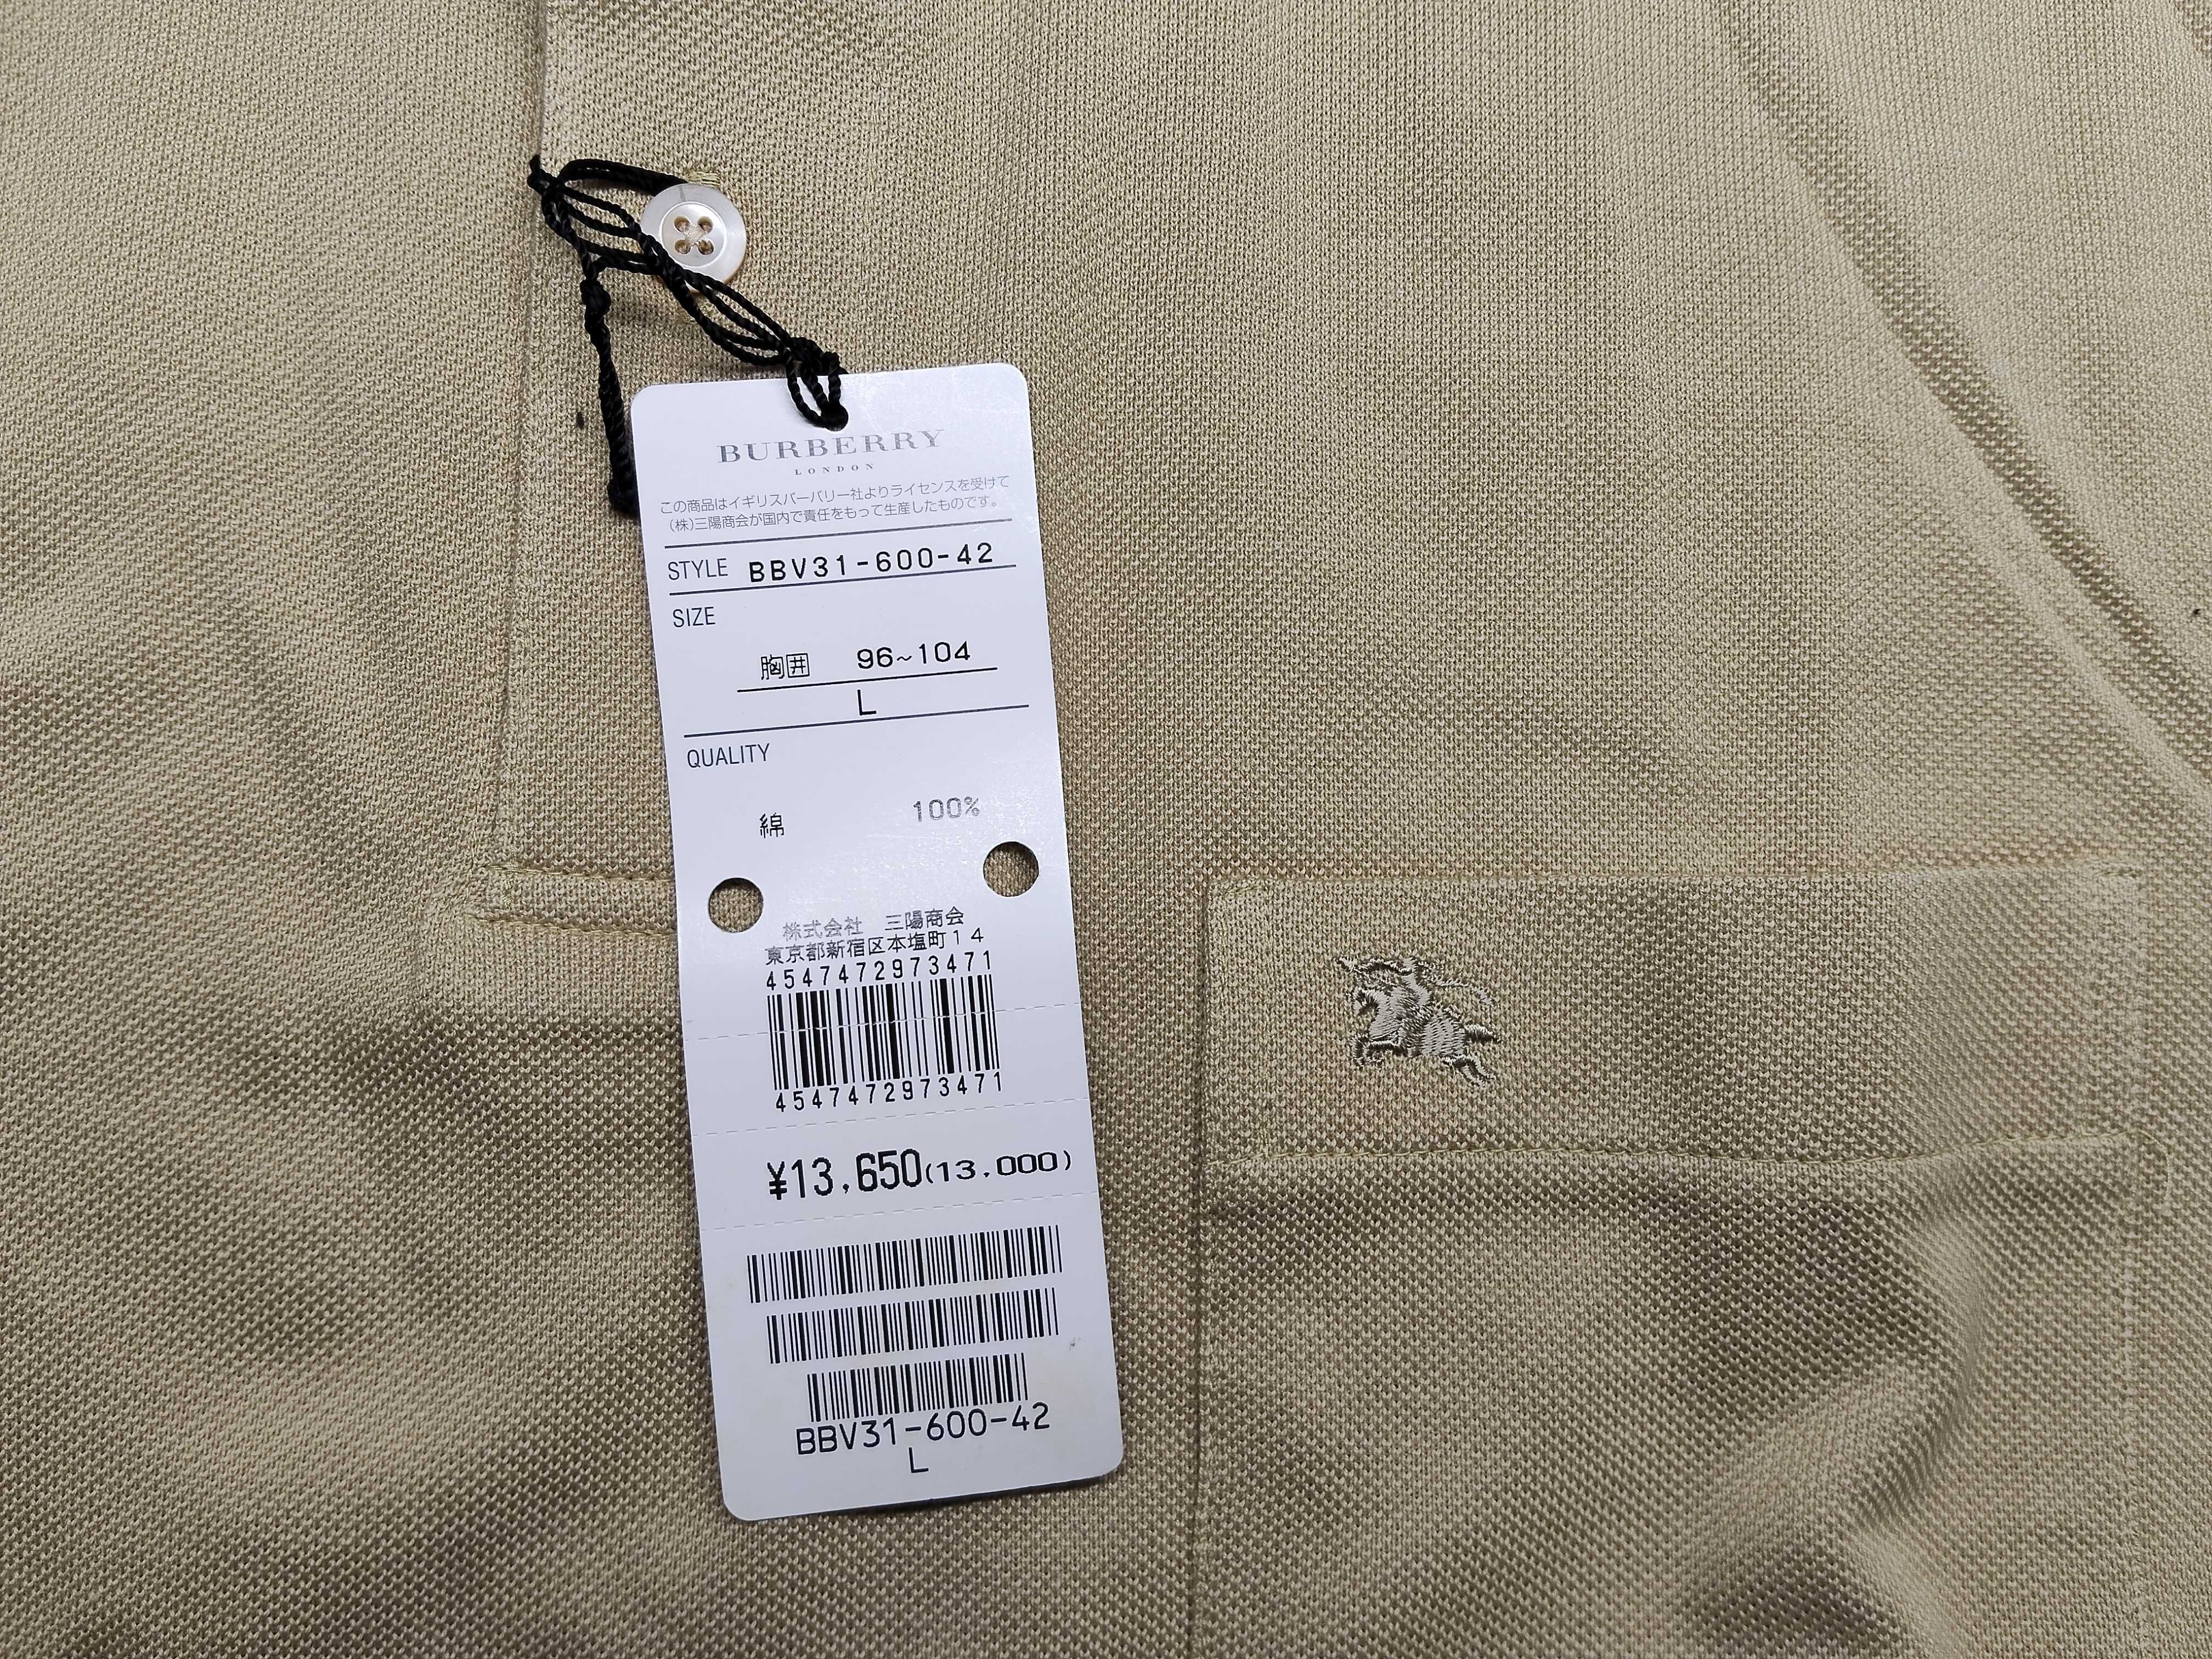 BURBERRY
LONDON
この商品はイギリスバーバリー社よりライセンスを受けて
(株)三陽商会が国内で責任をもって生産したものです。
STYLE BBV31-600-42
SIZE
胸囲 96~104
L
QUALITY
綿 100%
株式会社 三陽商会
東京都新宿区本塩町14
4547472973471
4547472973471
¥13,650(13,000)
BBV31-600-42
L